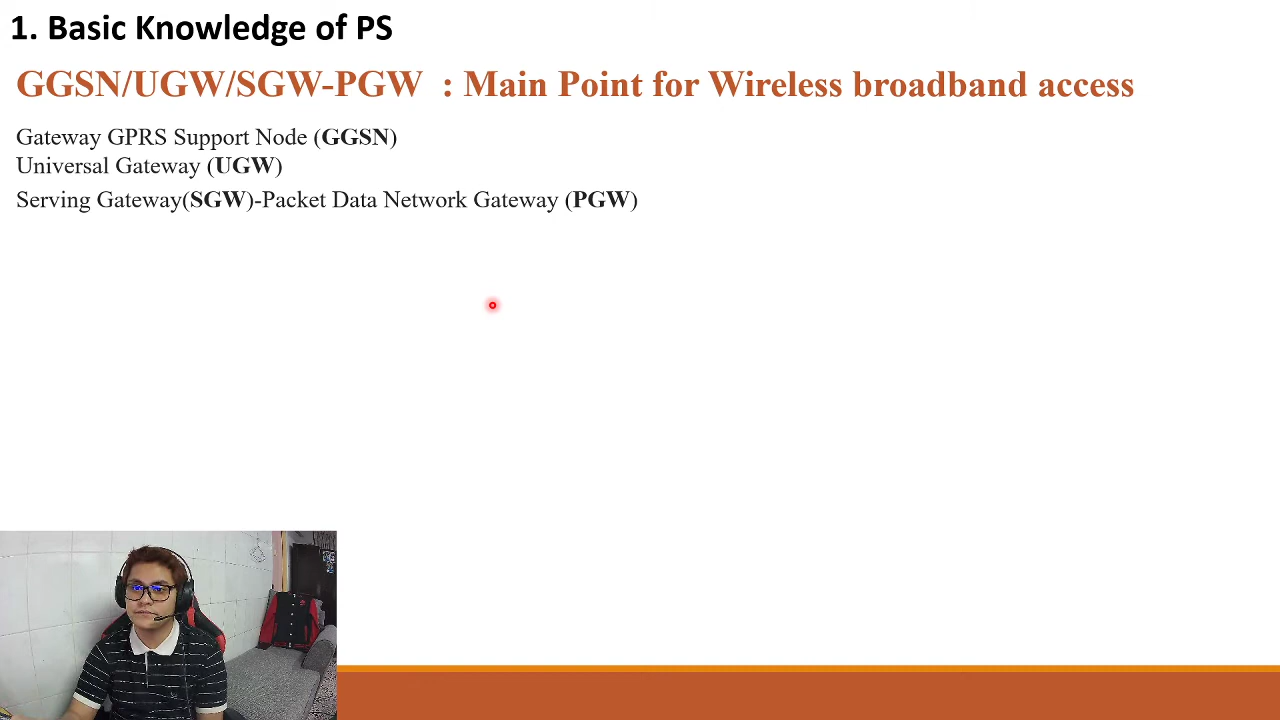 1. Basic Knowledge of PS
GGSN/UGW/SGW-PGW : Main Point for Wireless broadband access
Gateway GPRS Support Node (GGSN)
Universal Gateway (UGW)
Serving Gateway(SGW)-Packet Data Network Gateway (PGW)